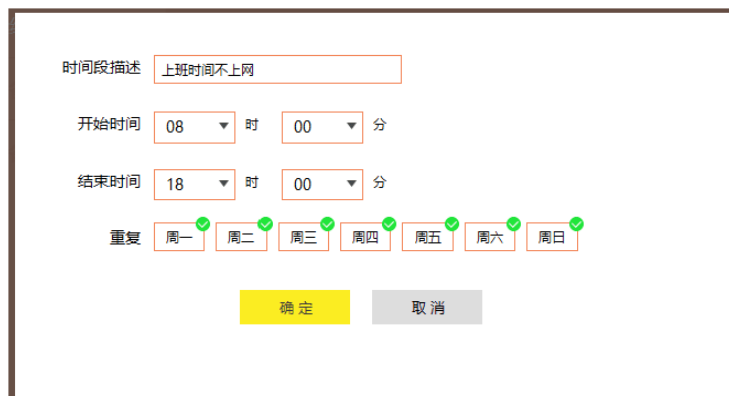 时间段描述 上班时间不上网
开始时间 08 时 00 分
结束时间 18 时 00 分
重复 周一 周二 周三 周四 周五 周六 周日
确 定 取 消